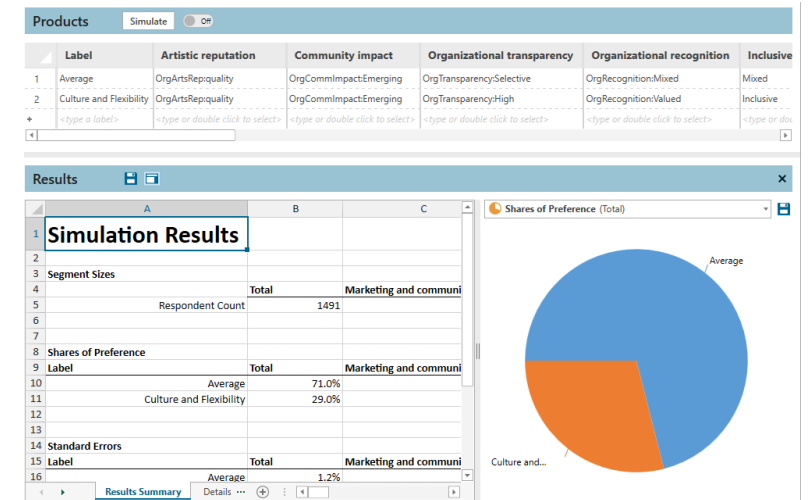 Products Simulate Off
Label Artistic reputation Community impact Organizational transparency Organizational recognition Inclusive
1 Average OrgArtsRep:quality OrgCommImpact:Emerging OrgTransparency:Selective OrgRecognition:Mixed Mixed
2 Culture and Flexibility OrgArtsRep:quality OrgCommImpact:Emerging OrgTransparency:High OrgRecognition:Valued Inclusive
+ <type a label> <type or double click to select> <type or double click to select> <type or double click to select> <type or double click to select> <type or dou
Results
A B C
1 Simulation Results
2
3 Segment Sizes
4 Total Marketing and communi
5 Respondent Count 1491
6
7
8 Shares of Preference
9 Label Total Marketing and communi
10 Average 71.0%
11 Culture and Flexibility 29.0%
12
13
14 Standard Errors
15 Label Total Marketing and communi
16 Average 1.2%
Results Summary Details ...
Shares of Preference (Total)
Average
Culture and...